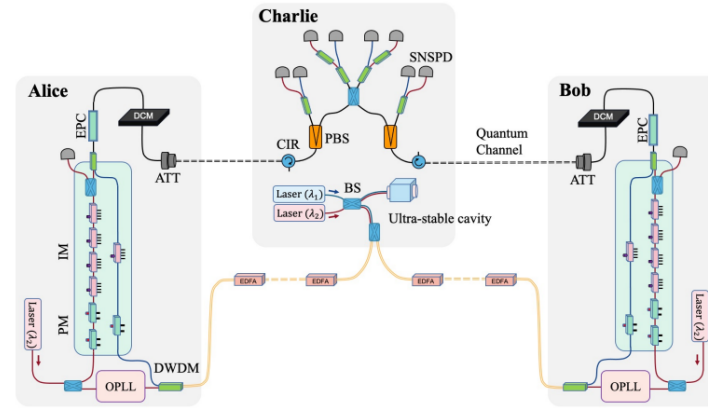 Charlie
SNSPD
CIR
PBS
Laser (λ₁)
Laser (λ₂)
BS
Ultra-stable cavity
Alice
EPC
DCM
ATT
IM
PM
Laser (λ₂)
OPLL
DWDM
EDFA
EDFA
EDFA
EDFA
Quantum
Channel
Bob
DCM
EPC
ATT
Laser (λ₂)
OPLL